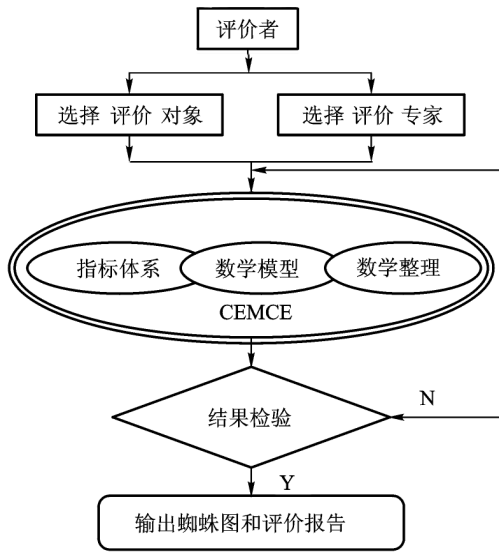 评价者
选择 评价 对象
选择 评价 专家
指标体系
数学模型
数学整理
CEMCE
结果检验
N
Y
输出蜘蛛图和评价报告